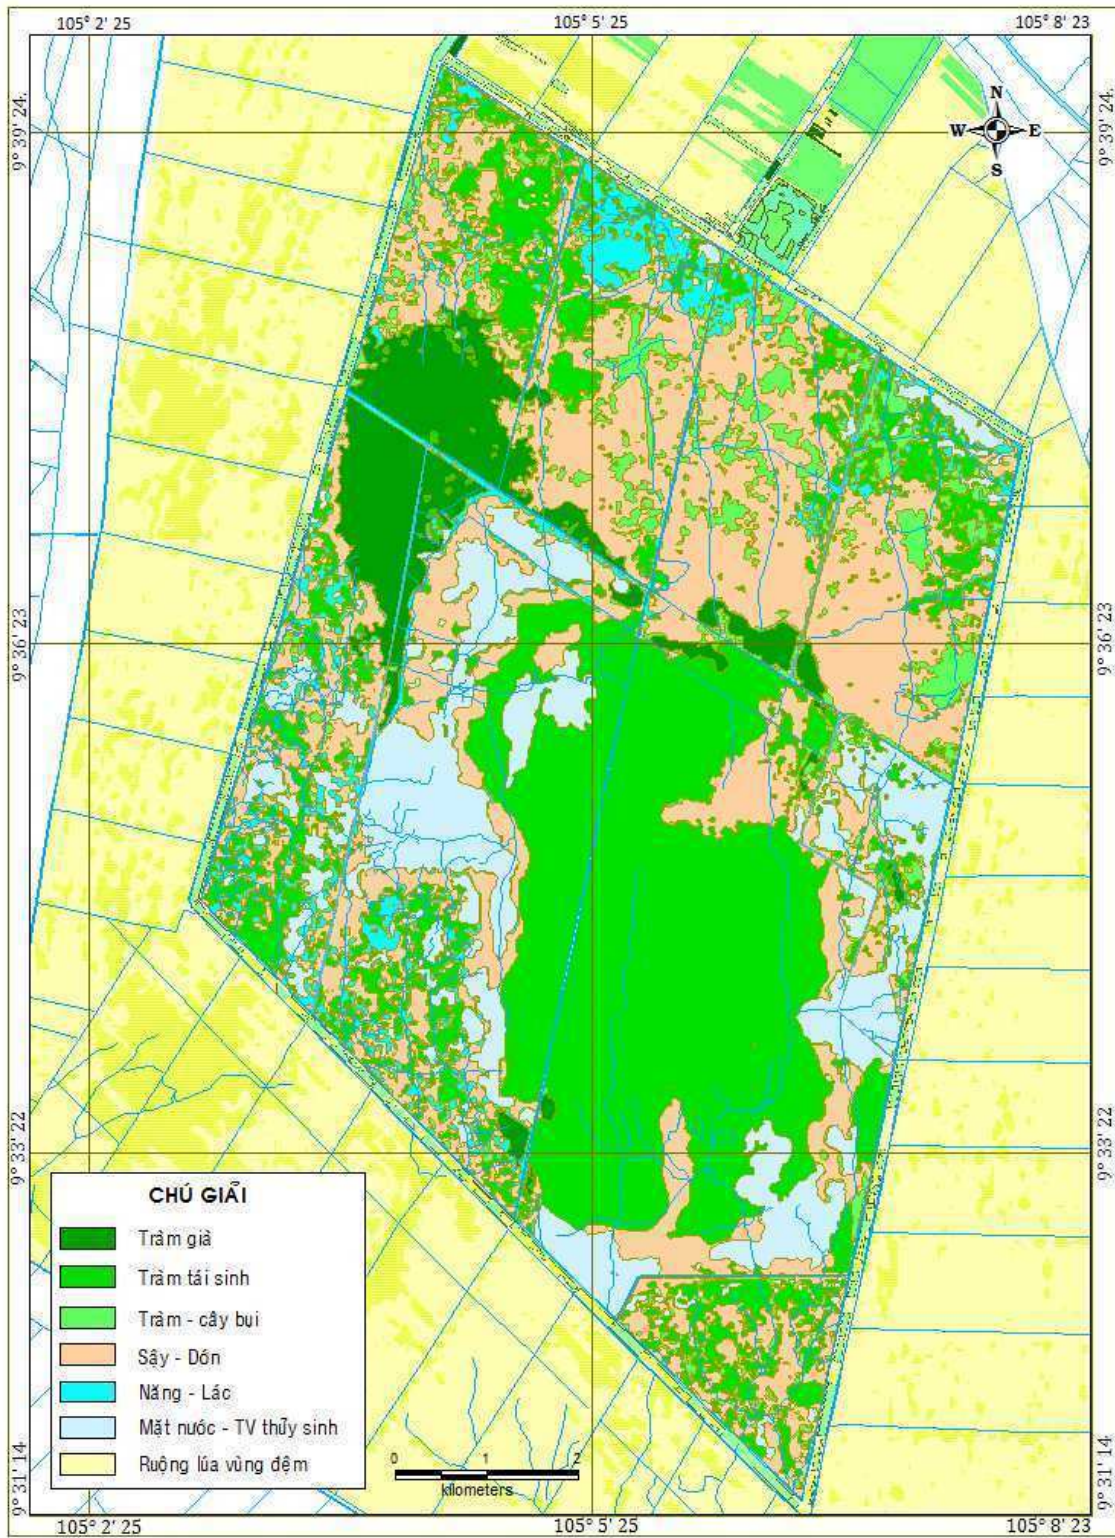 105° 2' 25
105° 5' 25
105° 8' 23
9° 39' 24.
9° 39' 24.
N
W
E
S
9° 36' 23
9° 36' 23
9° 33' 22
9° 33' 22
CHÚ GIẢI
Tràm già
Tràm tái sinh
Tràm - cây bụi
Sậy - Dớn
Năng - Lác
Mặt nước - TV thủy sinh
Ruộng lúa vùng đệm
0 1 2
kilometers
9° 31' 14
9° 31' 14.
105° 2' 25
105° 5' 25
105° 8' 23